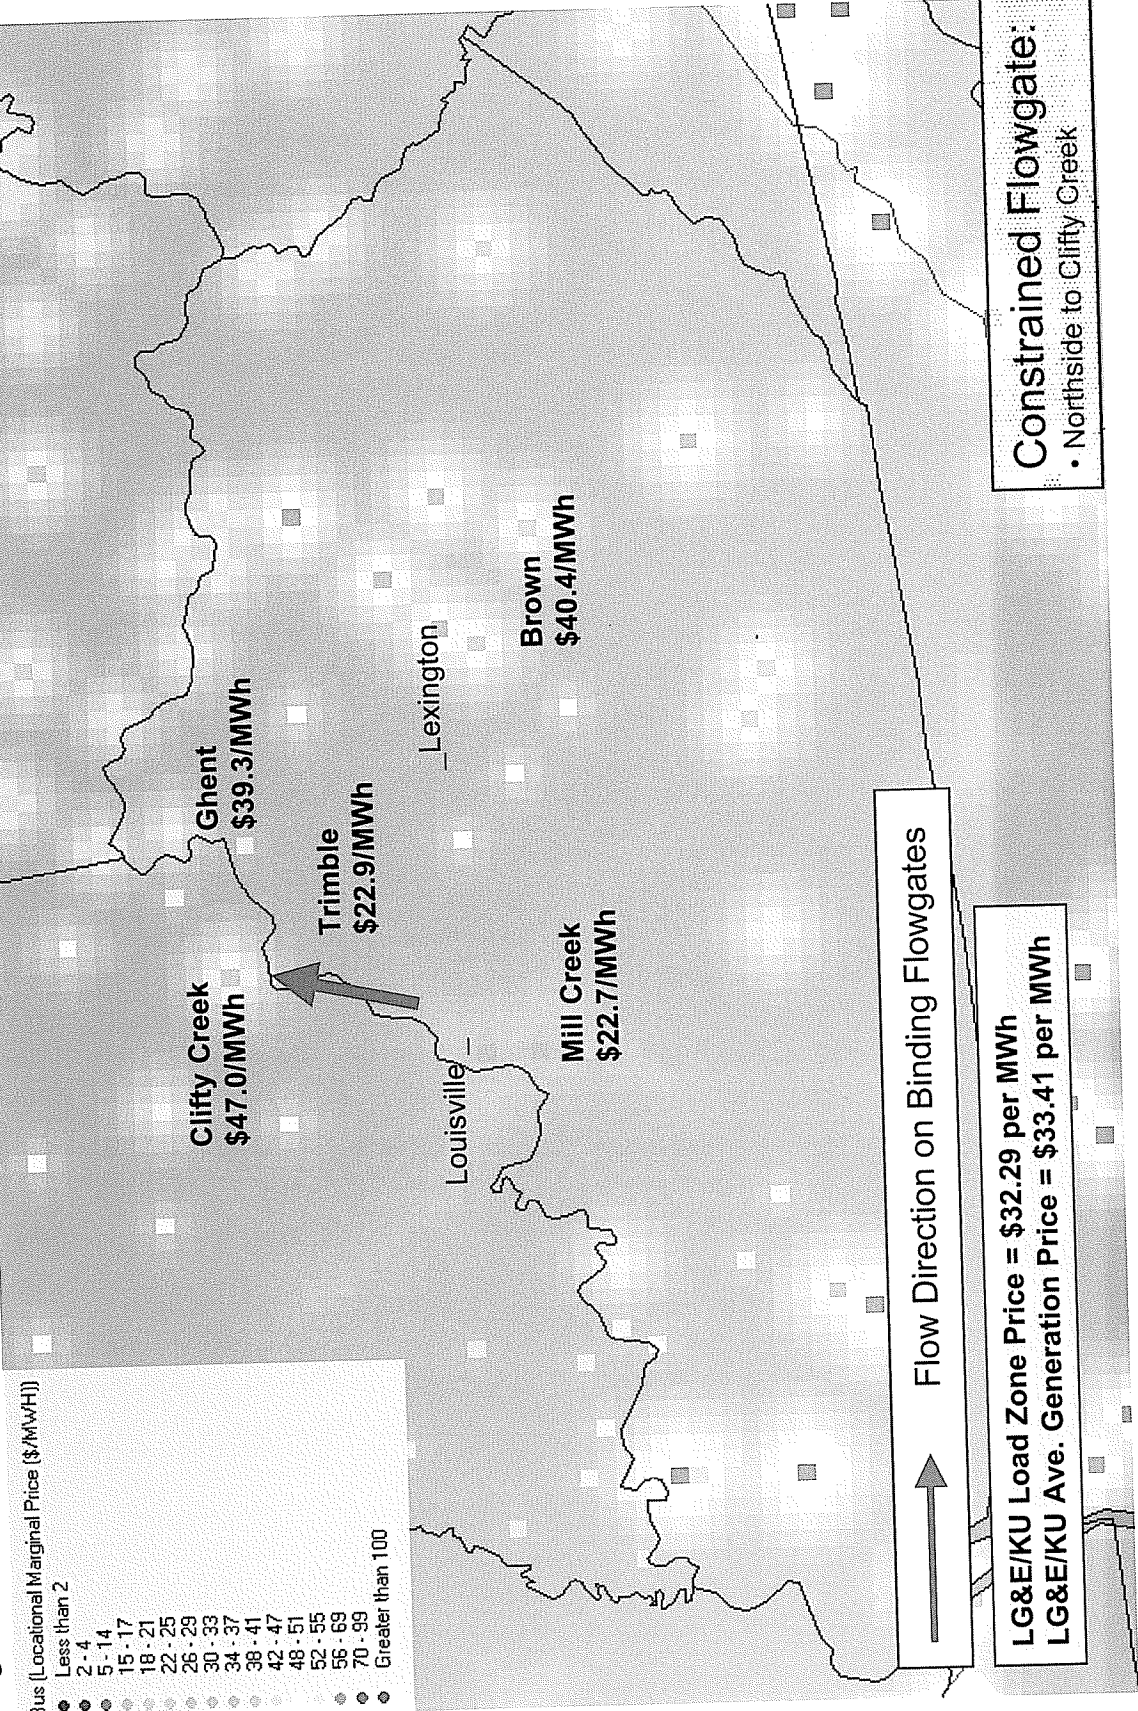 Bus (Locational Marginal Price ($/MWH))
Less than 2
2 - 4
5 - 14
15 - 17
18 - 21
22 - 25
26 - 29
30 - 33
34 - 37
38 - 41
42 - 47
48 - 51
52 - 55
56 - 69
70 - 99
Greater than 100
Clifty Creek
$47.0/MWh
Ghent
$39.3/MWh
Trimble
$22.9/MWh
Louisville
Lexington
Brown
$40.4/MWh
Mill Creek
$22.7/MWh
Flow Direction on Binding Flowgates
LG&E/KU Load Zone Price = $32.29 per MWh
LG&E/KU Ave. Generation Price = $33.41 per MWh
Constrained Flowgate:
• Northside to Clifty Creek